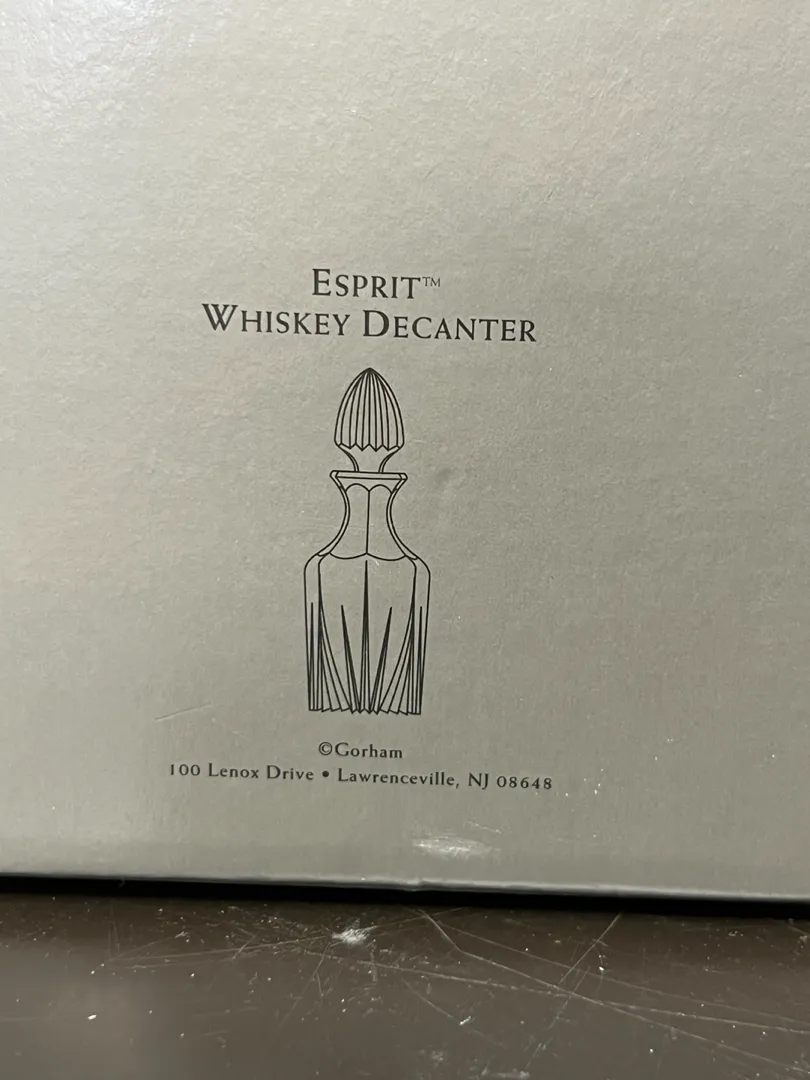 ESPRIT™
WHISKEY DECANTER
©Gorham
100 Lenox Drive • Lawrenceville, NJ 08648